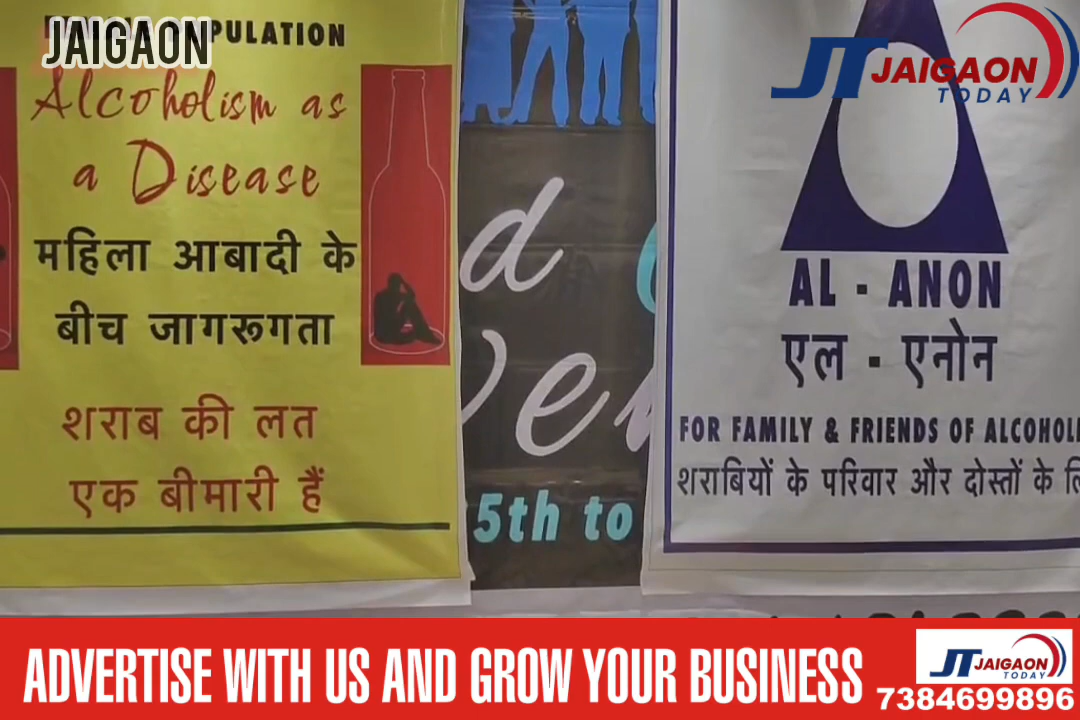 JAIGAON
PULATION
Alcoholism as
a Disease
महिला आबादी के
बीच जागरूगता
शराब की लत
एक बीमारी हैं
5th to
AL - ANON
एल - एनोन
FOR FAMILY & FRIENDS OF ALCOHOL
शराबियों के परिवार और दोस्तों के लि
JT JAIGAON
TODAY
ADVERTISE WITH US AND GROW YOUR BUSINESS
JT JAIGAON
TODAY
7384699896